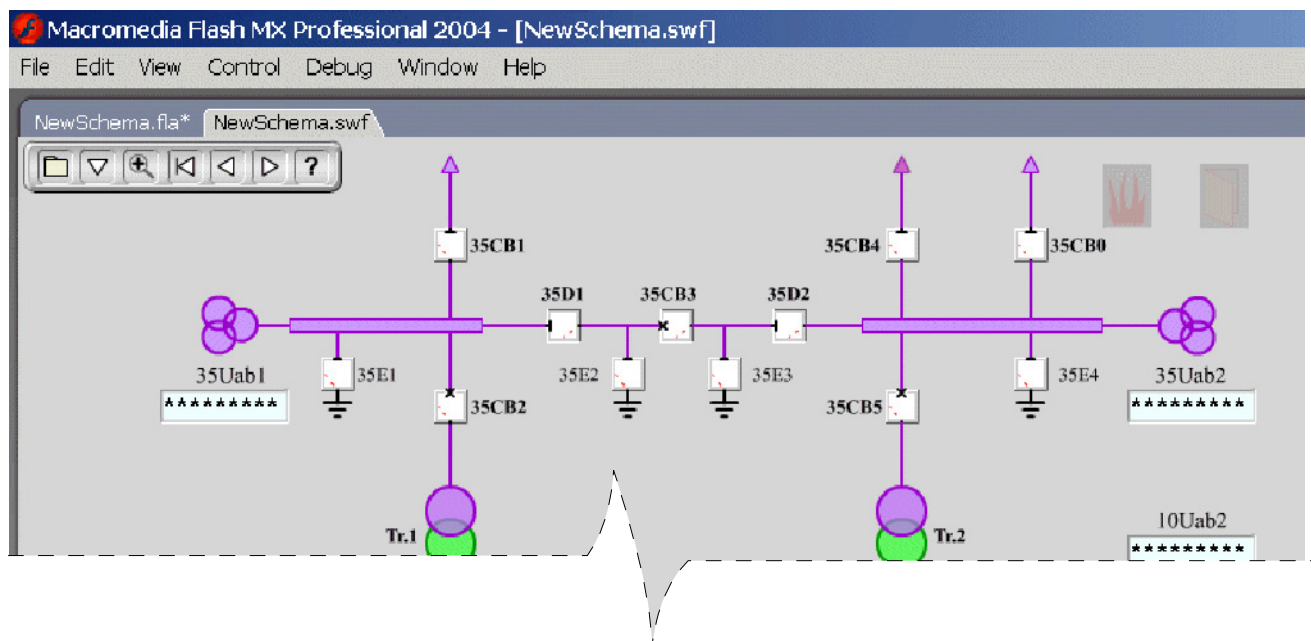 Macromedia Flash MX Professional 2004 - [NewSchema.swf]
File Edit View Control Debug Window Help
NewSchema.fla* NewSchema.swf
?
35CB1 35CB4 35CB0
35D1 35CB3 35D2
35Uab1 35E1 35E2 35E3 35E4 35Uab2
********* *********
35CB2 35CB5
Tr.1 Tr.2 10Uab2
*********